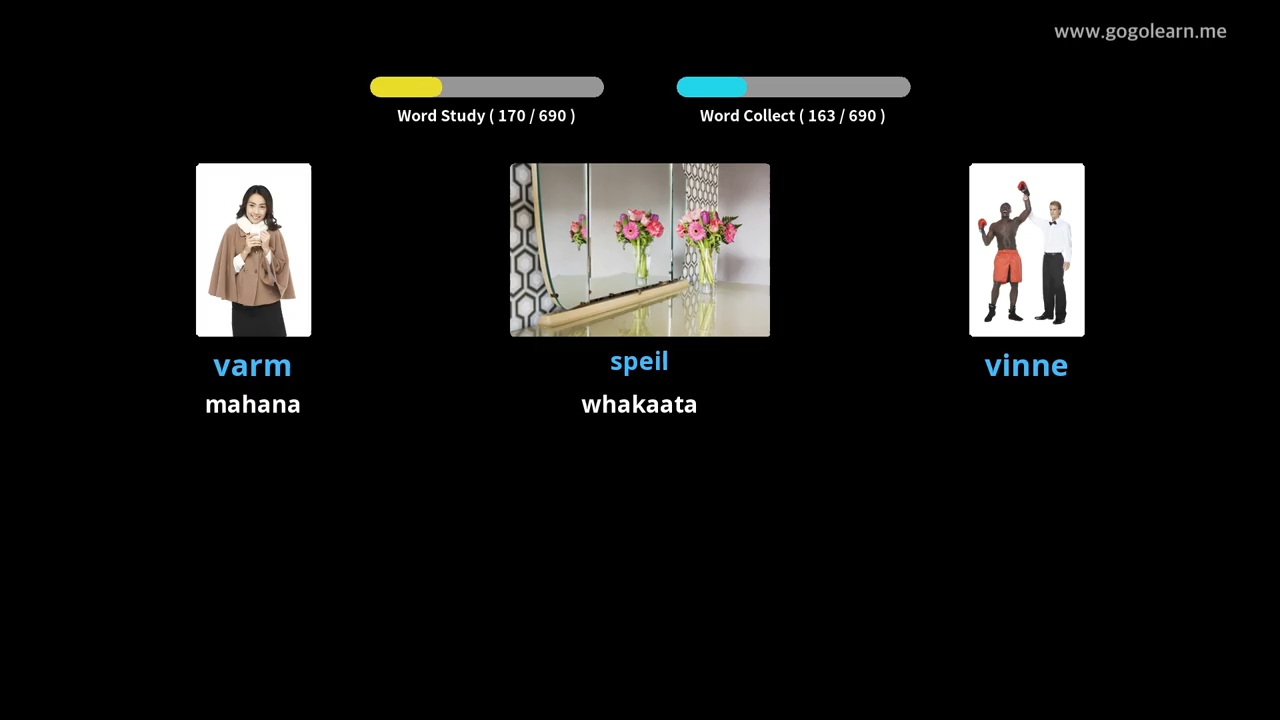 www.gogolearn.me
Word Study ( 170 / 690 )
Word Collect ( 163 / 690 )
varm
speil
vinne
mahana
whakaata